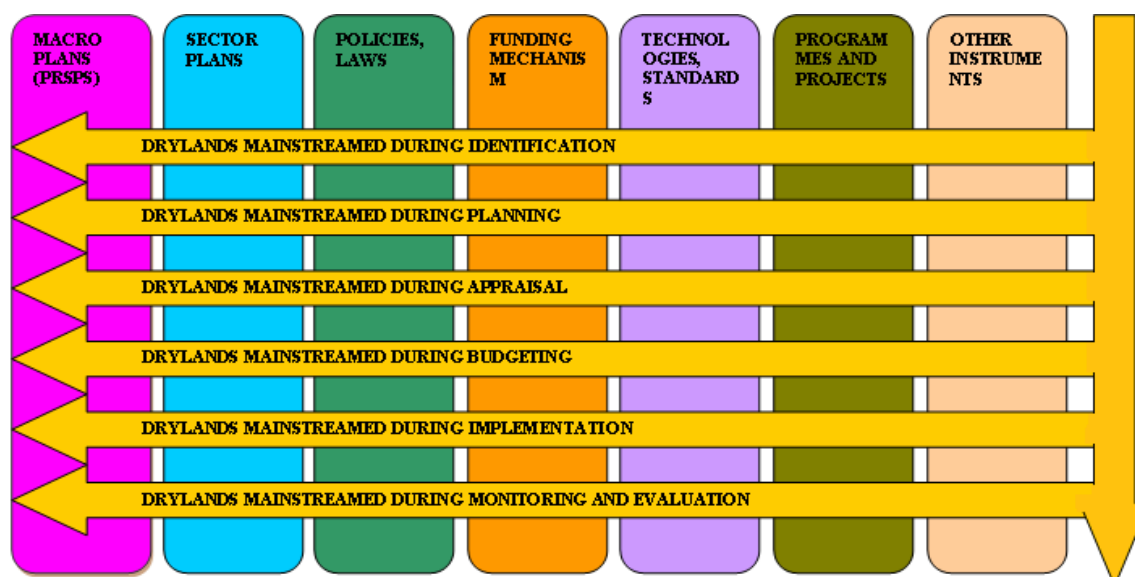 MACRO
PLANS
(PRSPS)
SECTOR
PLANS
POLICIES,
LAWS
FUNDING
MECHANIS
M
TECHNOL
OGIES,
STANDARD
S
PROGRAM
MES AND
PROJECTS
OTHER
INSTRUME
NTS
DRYLANDS MAINSTREAMED DURING IDENTIFICATION
DRYLANDS MAINSTREAMED DURING PLANNING
DRYLANDS MAINSTREAMED DURING APPRAISAL
DRYLANDS MAINSTREAMED DURING BUDGETING
DRYLANDS MAINSTREAMED DURING IMPLEMENTATION
DRYLANDS MAINSTREAMED DURING MONITORING AND EVALUATION